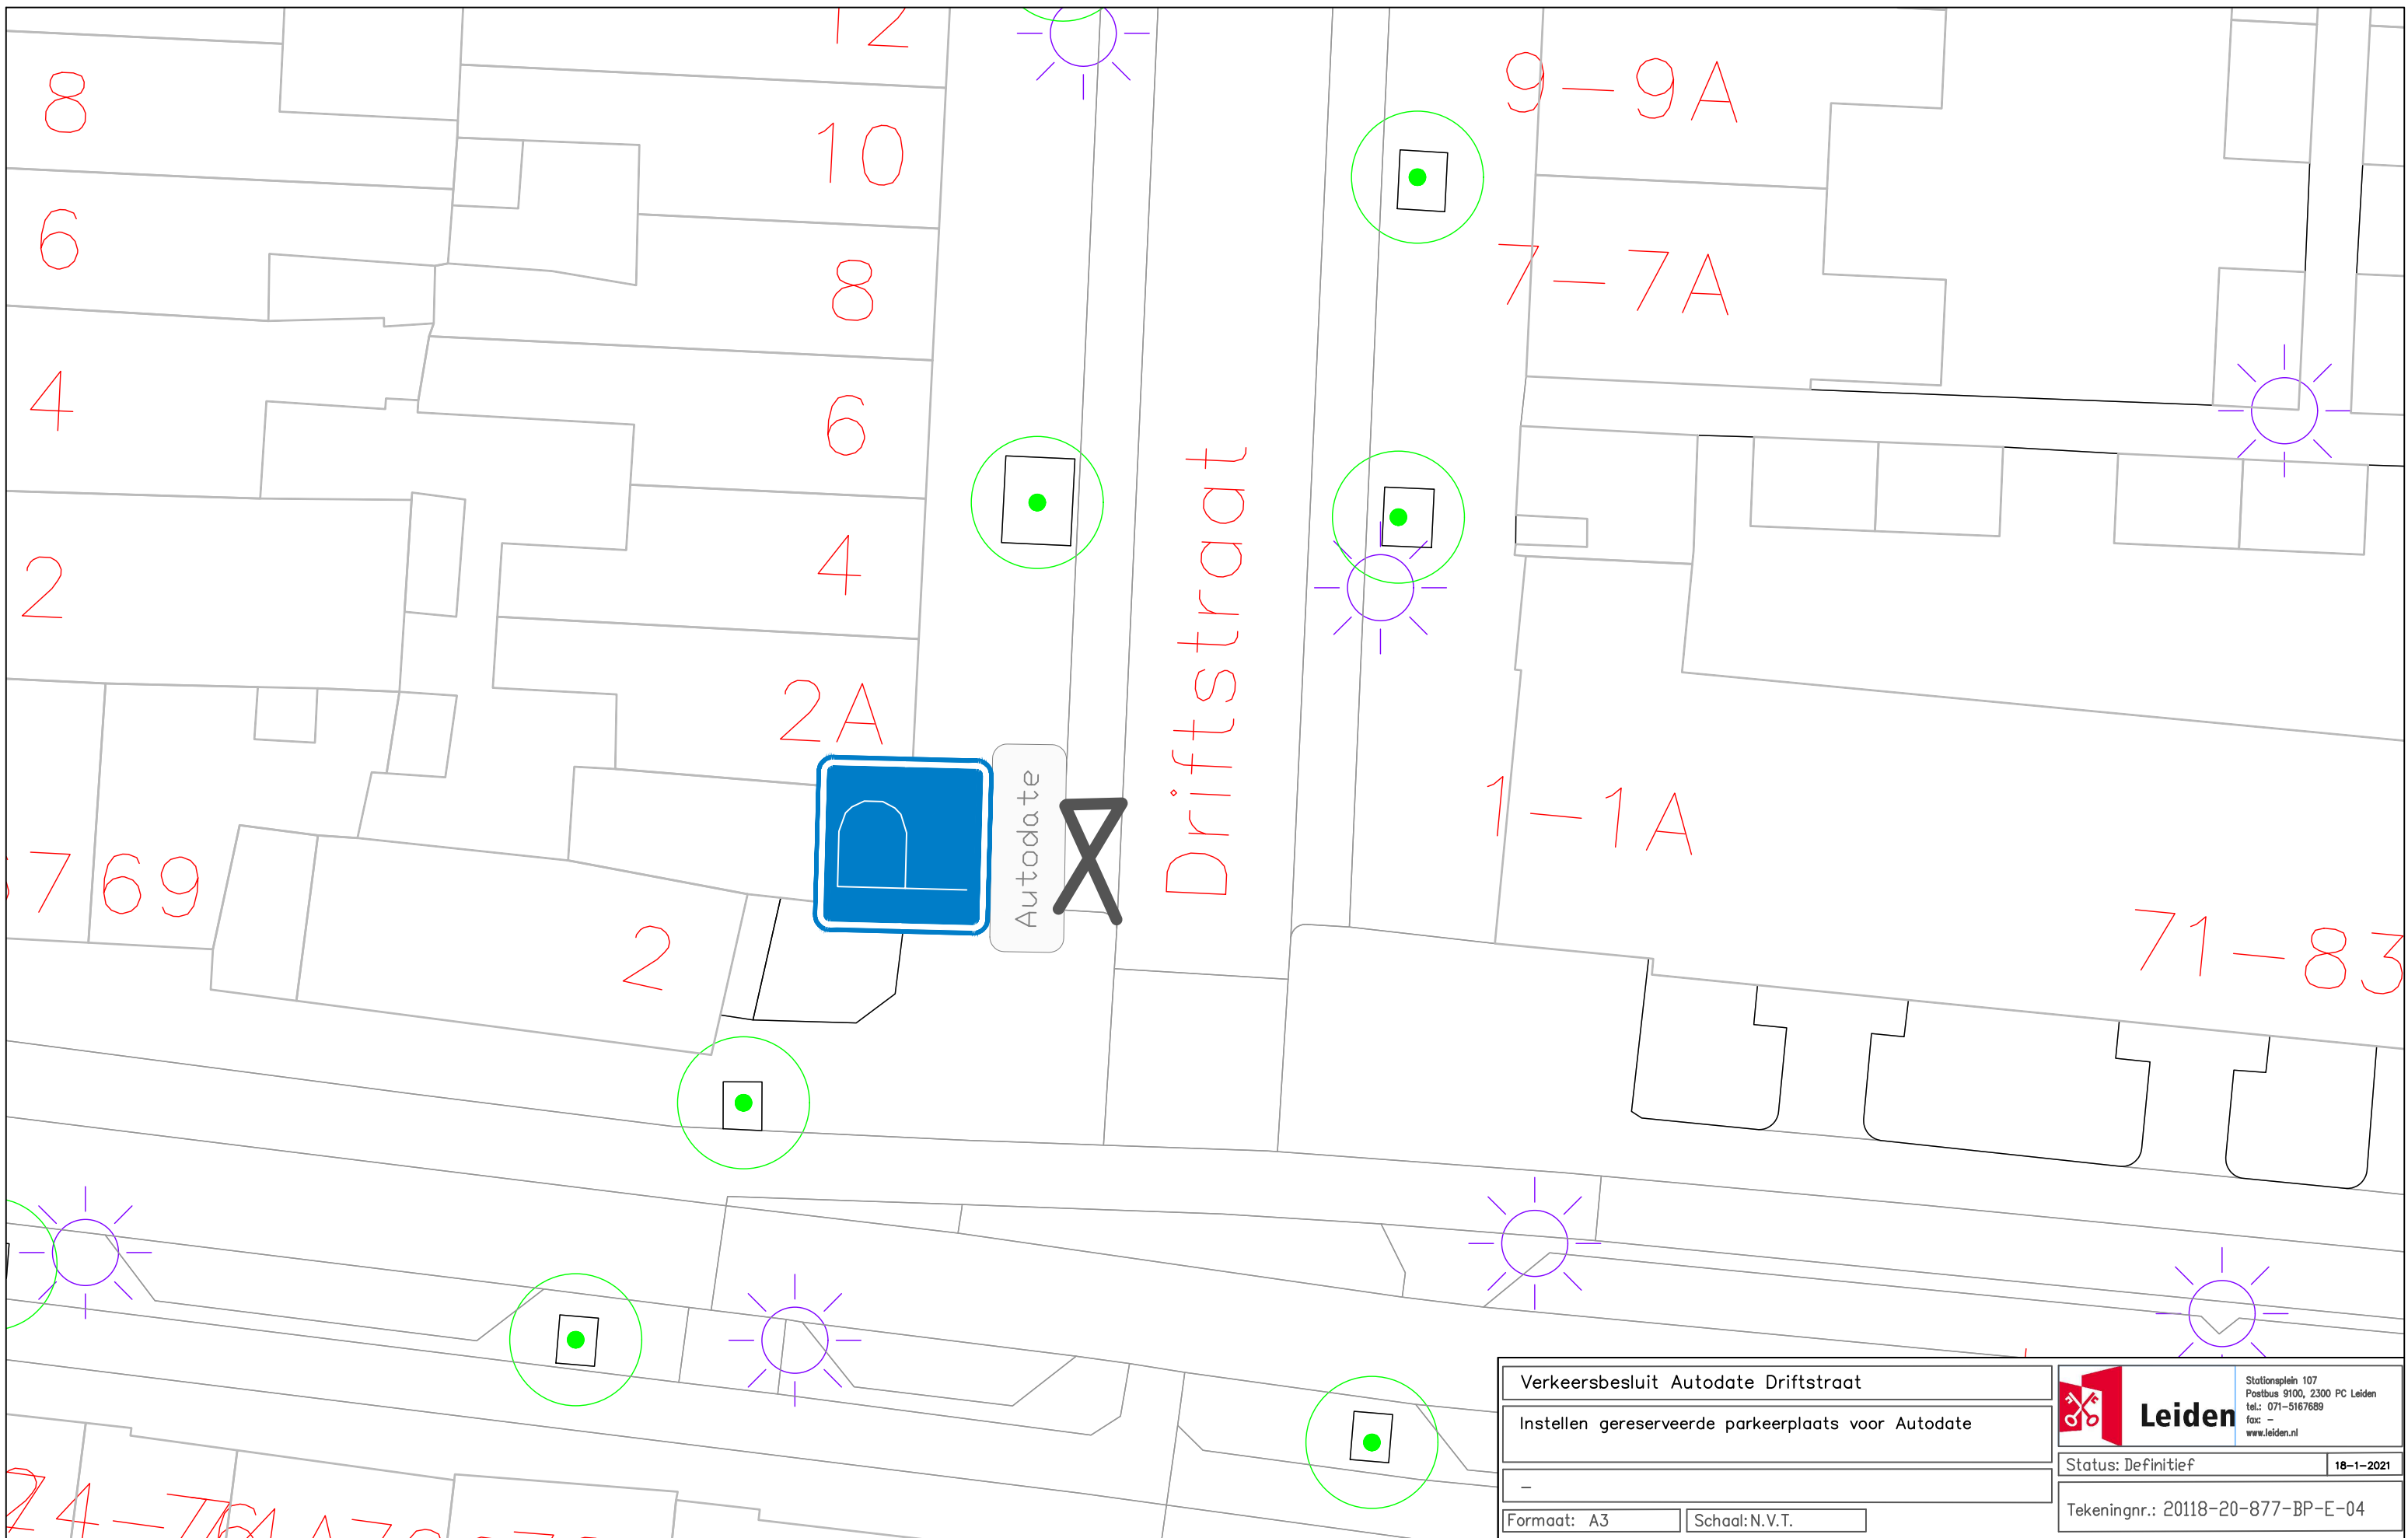 12
8
9-9A
10
6
7-7A
8
4
6
Driftstraat
2
4
2A
1-1A
Autodate
69
2
71-83
Verkeersbesluit Autodate Driftstraat
Instellen gereserveerde parkeerplaats voor Autodate
-
Formaat: A3
Schaal: N.V.T.
Leiden
Stationsplein 107
Postbus 9100, 2300 PC Leiden
tel.: 071-5167689
fax: -
www.leiden.nl
Status: Definitief
18-1-2021
Tekeningnr.: 20118-20-877-BP-E-04